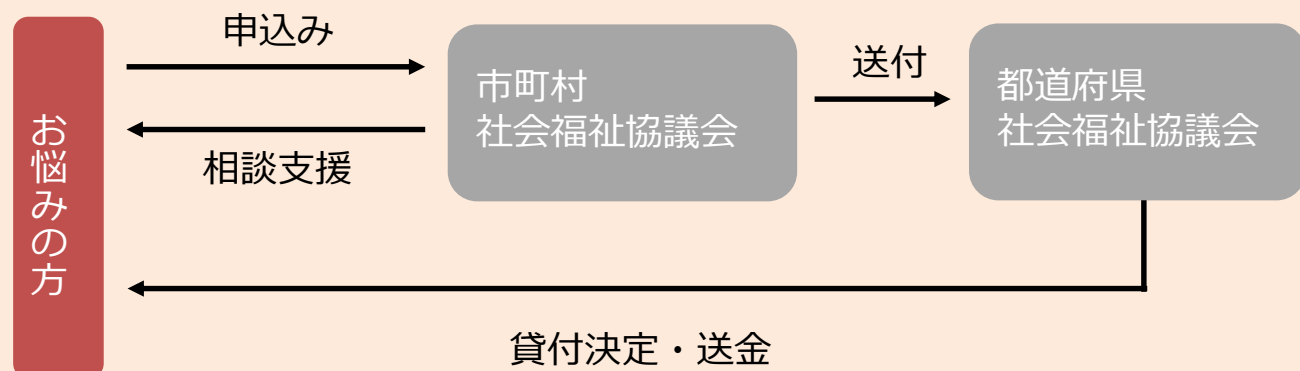 お悩みの方
申込み
相談支援
市町村
社会福祉協議会
送付
都道府県
社会福祉協議会
貸付決定・送金